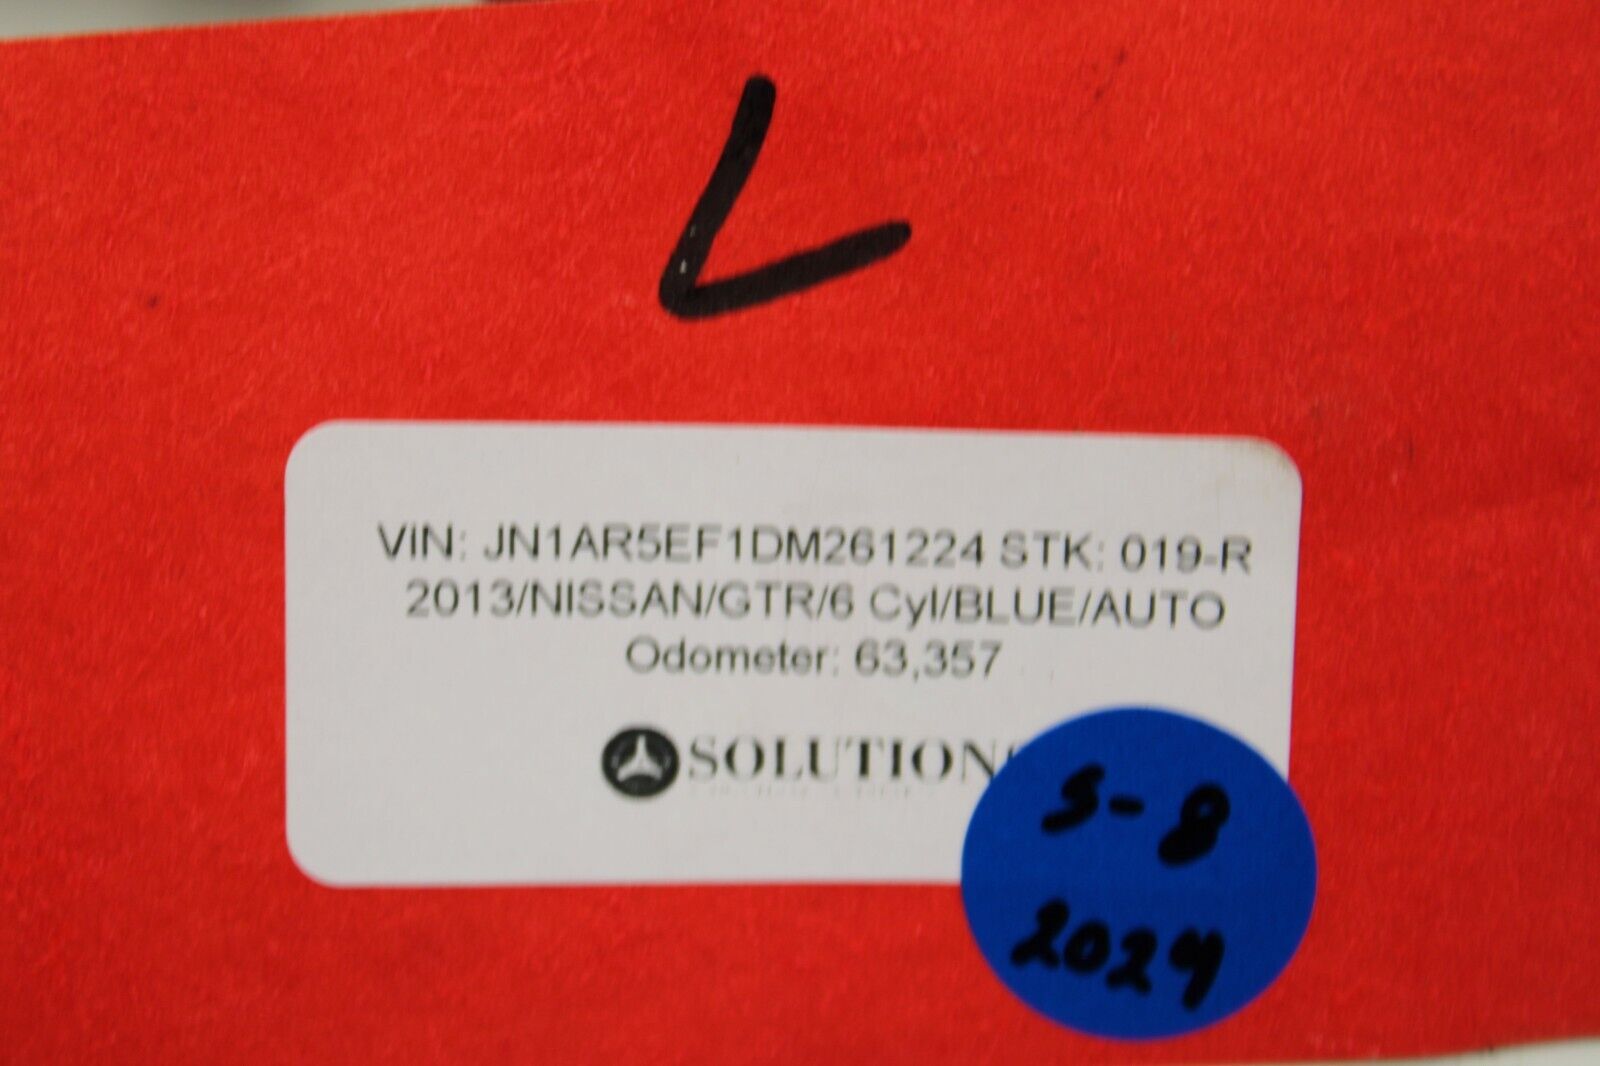 L
VIN: JN1AR5EF1DM261224 STK: 019-R
2013/NISSAN/GTR/6 Cyl/BLUE/AUTO
Odometer: 63,357
SOLUTION
5-8
2024